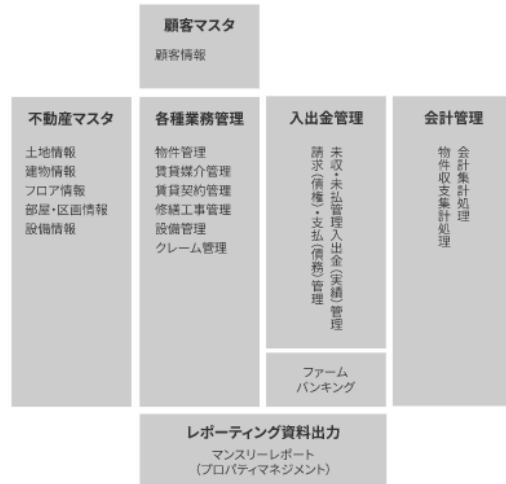 顧客マスタ
顧客情報
不動産マスタ
土地情報
建物情報
フロア情報
部屋・区画情報
設備情報
各種業務管理
物件管理
賃貸媒介管理
賃貸契約管理
修繕工事管理
設備管理
クレーム管理
入出金管理
未収・未払管理入出金(実績)管理
請求(債権)・支払(債務)管理
ファーム
バンキング
会計管理
会計集計処理
物件収支集計処理
レポーティング資料出力
マンスリーレポート
(プロパティマネジメント)